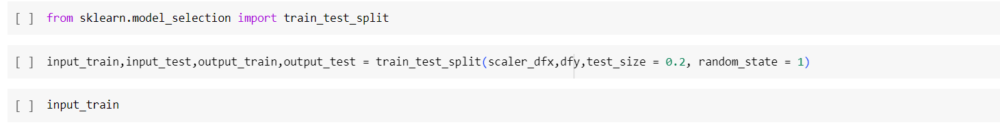 [ ] from sklearn.model_selection import train_test_split
[ ] input_train,input_test,output_train,output_test = train_test_split(scaler_dfx,dfy,test_size = 0.2, random_state = 1)
[ ] input_train